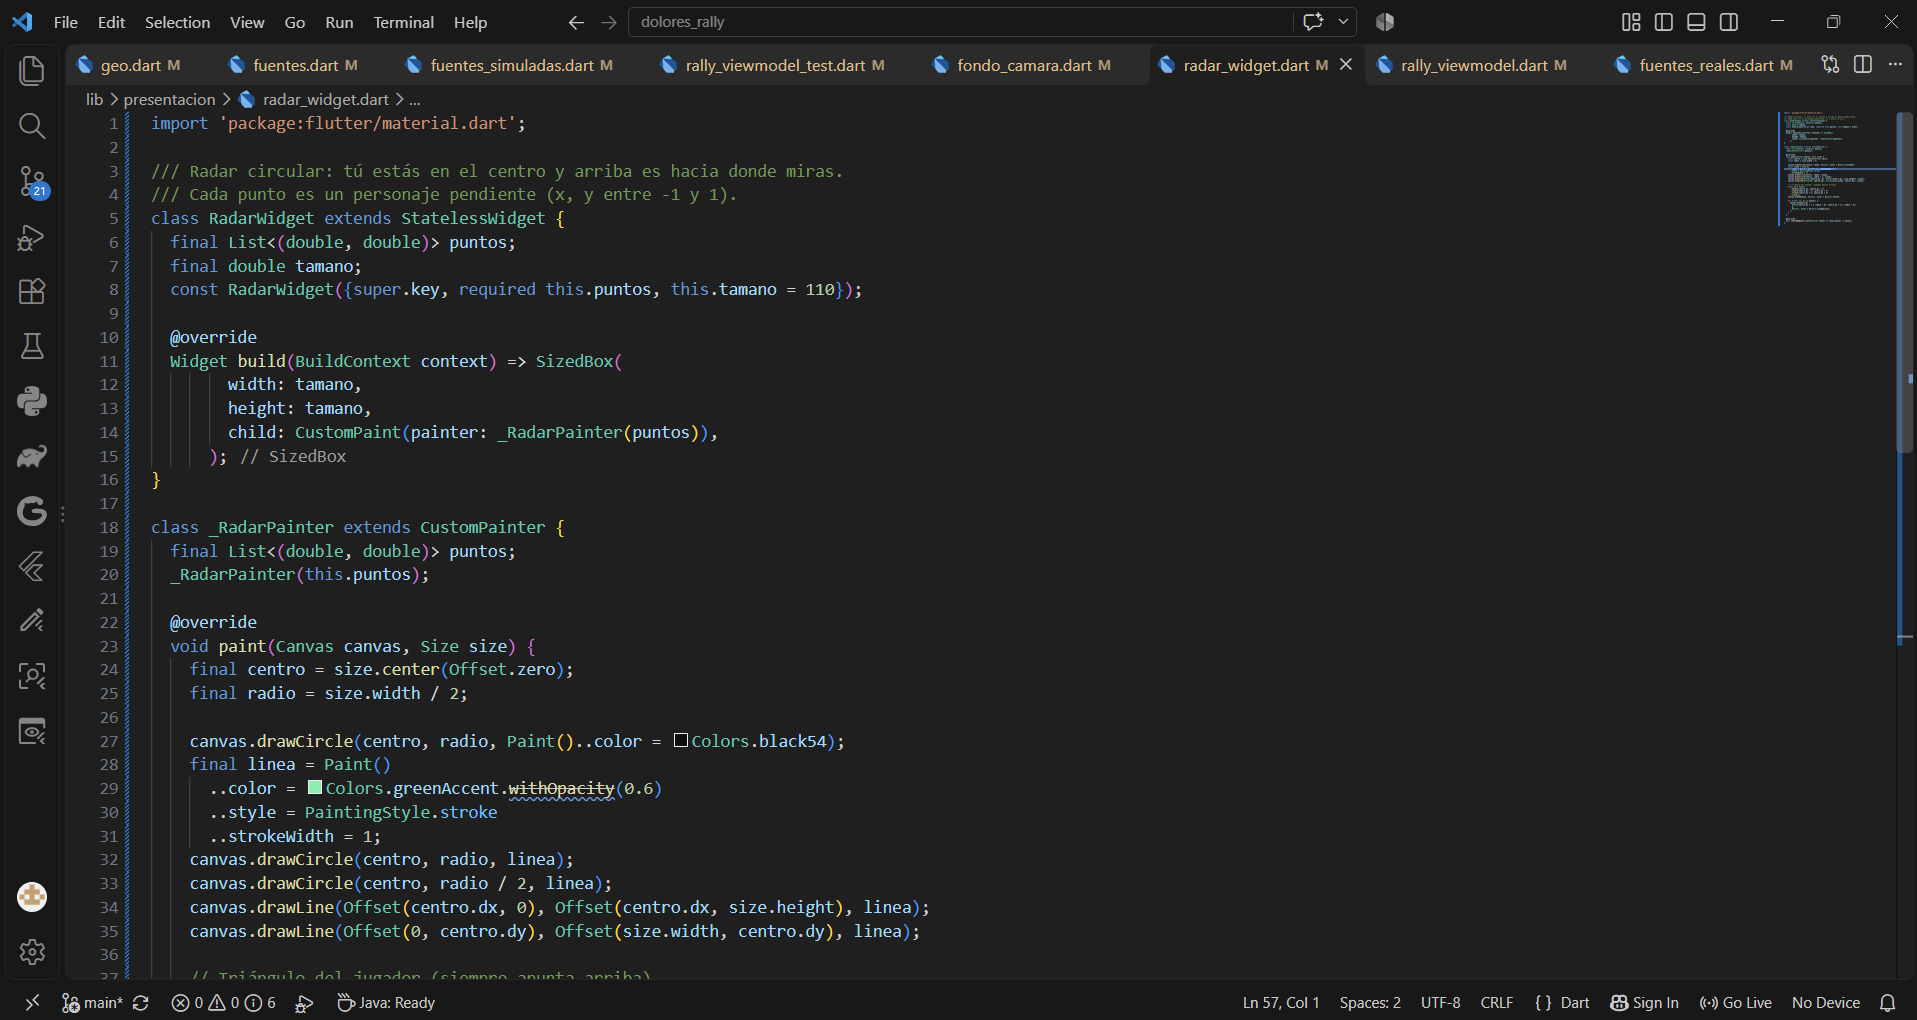 File Edit Selection View Go Run Terminal Help
dolores_rally
geo.dart M
fuentes.dart M
fuentes_simuladas.dart M
rally_viewmodel_test.dart M
fondo_camara.dart M
radar_widget.dart M
rally_viewmodel.dart M
fuentes_reales.dart M
lib > presentacion > radar_widget.dart > ...
1 import 'package:flutter/material.dart';
2
3 /// Radar circular: tú estás en el centro y arriba es hacia donde miras.
4 /// Cada punto es un personaje pendiente (x, y entre -1 y 1).
5 class RadarWidget extends StatelessWidget {
6 final List<(double, double)> puntos;
7 final double tamano;
8 const RadarWidget({super.key, required this.puntos, this.tamano = 110});
9
10 @override
11 Widget build(BuildContext context) => SizedBox(
12 width: tamano,
13 height: tamano,
14 child: CustomPaint(painter: _RadarPainter(puntos)),
15 ); // SizedBox
16 }
17
18 class _RadarPainter extends CustomPainter {
19 final List<(double, double)> puntos;
20 _RadarPainter(this.puntos);
21
22 @override
23 void paint(Canvas canvas, Size size) {
24 final centro = size.center(Offset.zero);
25 final radio = size.width / 2;
26
27 canvas.drawCircle(centro, radio, Paint()..color = Colors.black54);
28 final linea = Paint()
29 ..color = Colors.greenAccent.withOpacity(0.6)
30 ..style = PaintingStyle.stroke
31 ..strokeWidth = 1;
32 canvas.drawCircle(centro, radio, linea);
33 canvas.drawCircle(centro, radio / 2, linea);
34 canvas.drawLine(Offset(centro.dx, 0), Offset(centro.dx, size.height), linea);
35 canvas.drawLine(Offset(0, centro.dy), Offset(size.width, centro.dy), linea);
36
37 // Triángulo del jugador (siempre apunta arriba)
21
main* 0 0 6 Java: Ready Ln 57, Col 1 Spaces: 2 UTF-8 CRLF { } Dart Sign In Go Live No Device